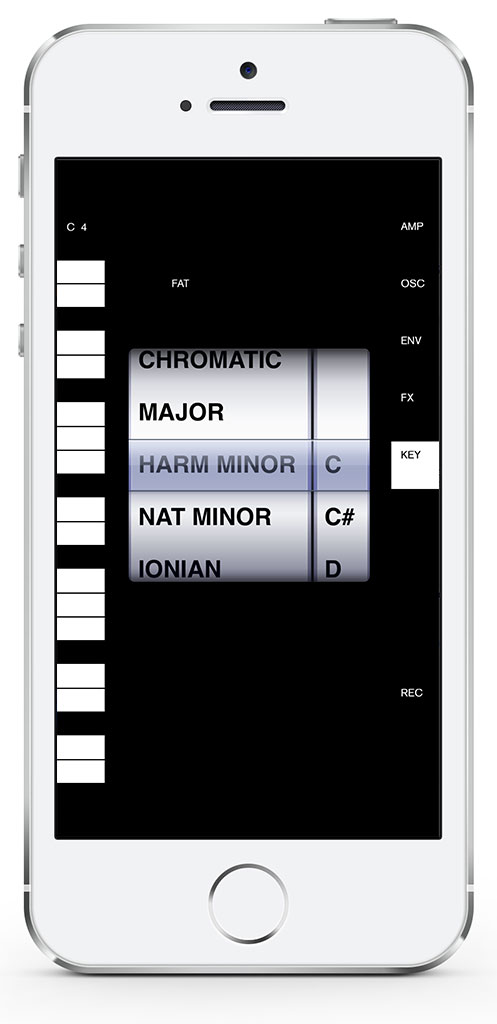 C 4
AMP
FAT
OSC
ENV
CHROMATIC
FX
MAJOR
KEY
HARM MINOR C
NAT MINOR C#
IONIAN D
REC